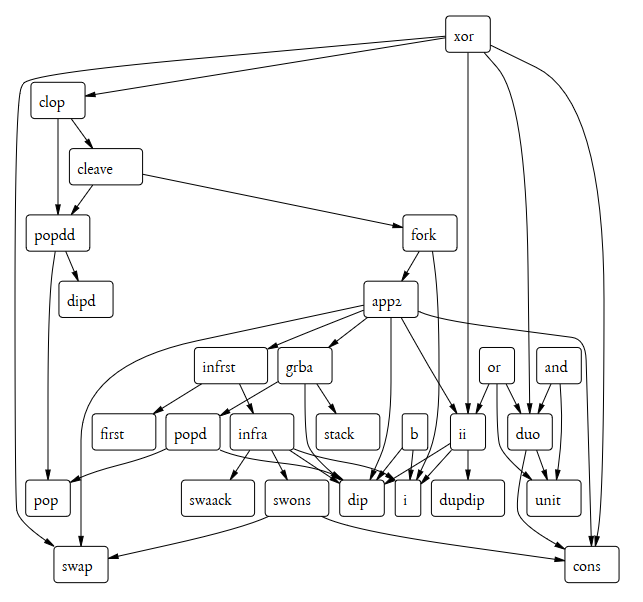 xor
clop
cleave
popdd
fork
dipd
app2
infrst
grba
or
and
first
popd
infra
stack
b
ii
duo
pop
swaack
swons
dip
i
dupdip
unit
swap
cons